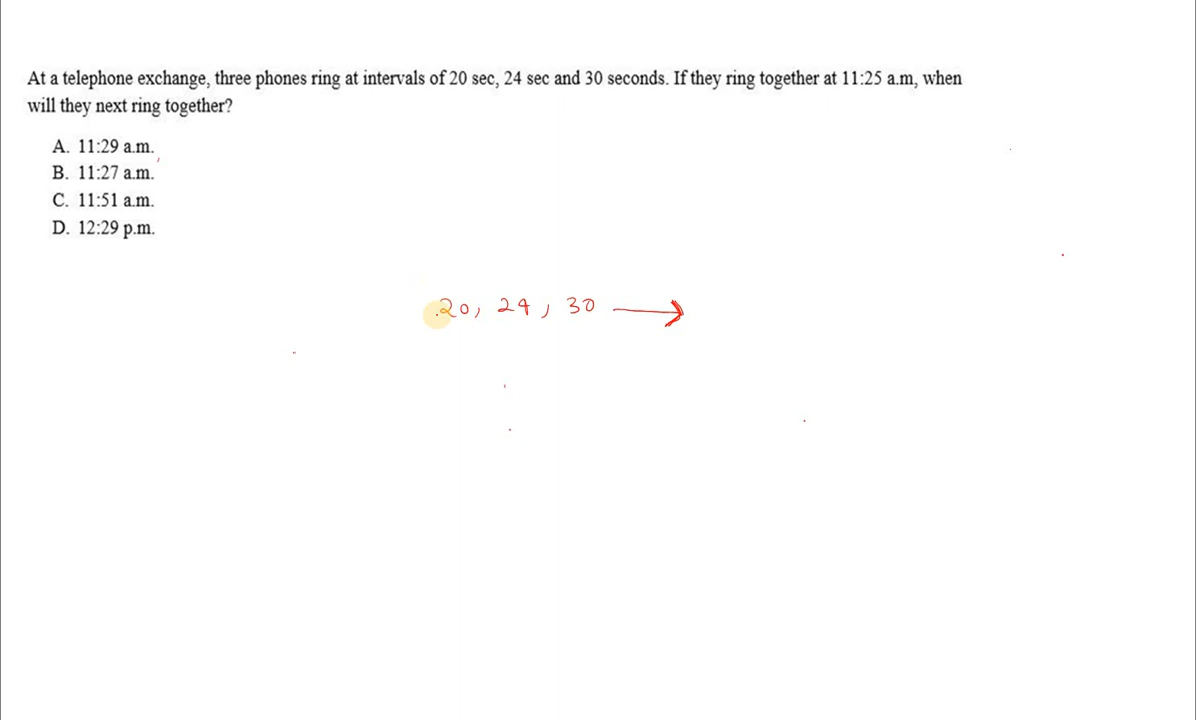 At a telephone exchange, three phones ring at intervals of 20 sec, 24 sec and 30 seconds. If they ring together at 11:25 a.m, when
will they next ring together?
A. 11:29 a.m.
B. 11:27 a.m.
C. 11:51 a.m.
D. 12:29 p.m.
20, 24, 30 →